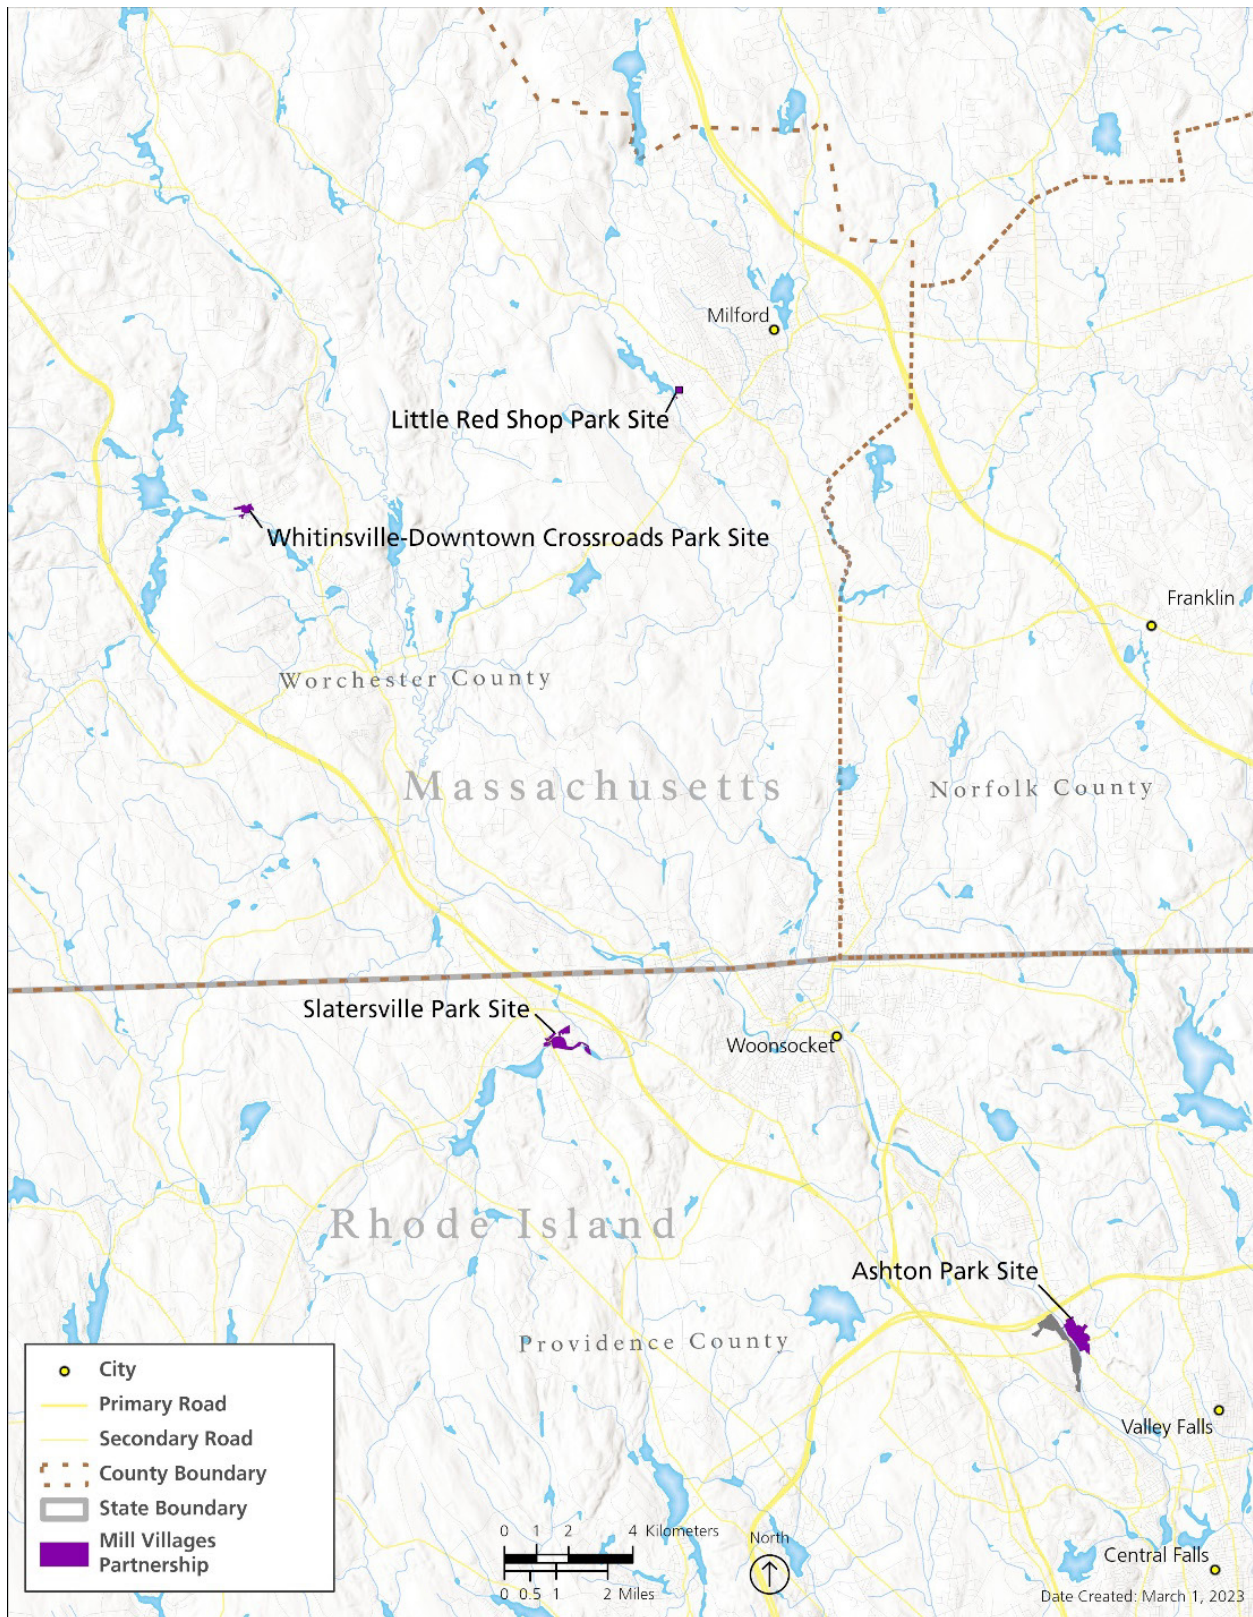 Milford
Little Red Shop Park Site
Whitinsville-Downtown Crossroads Park Site
Franklin
Worchester County
Massachusetts
Norfolk County
Slatersville Park Site
Woonsocket
Rhode Island
Ashton Park Site
Providence County
Valley Falls
Central Falls
City
Primary Road
Secondary Road
County Boundary
State Boundary
Mill Villages
Partnership
0 1 2 4 Kilometers
0 0.5 1 2 Miles
North
Date Created: March 1, 2023